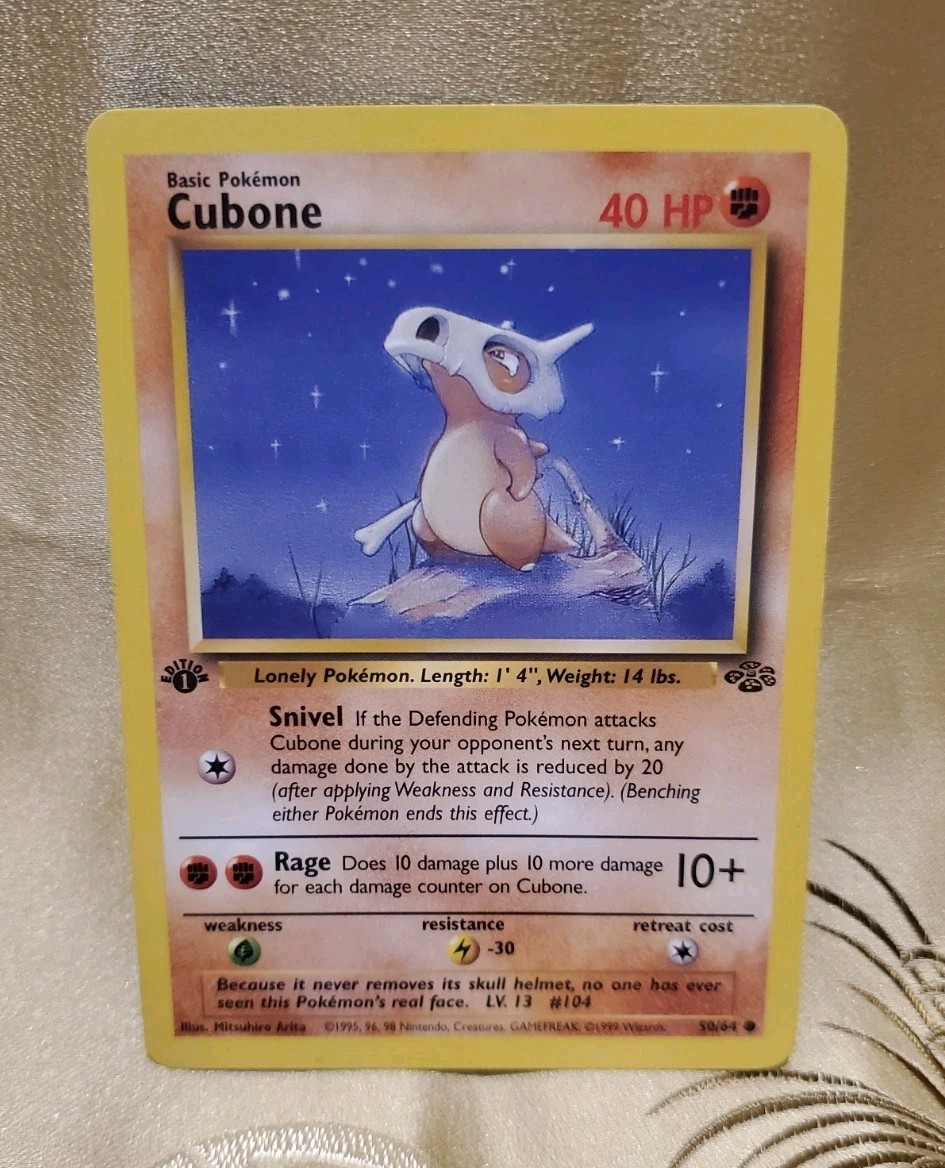 Basic Pokémon
Cubone
40 HP
EDITION
1
Lonely Pokémon. Length: 1' 4", Weight: 14 lbs.
Snivel If the Defending Pokémon attacks
Cubone during your opponent's next turn, any
damage done by the attack is reduced by 20
(after applying Weakness and Resistance). (Benching
either Pokémon ends this effect.)
Rage Does 10 damage plus 10 more damage
for each damage counter on Cubone.
10+
weakness resistance retreat cost
-30
Because it never removes its skull helmet, no one has ever
seen this Pokémon's real face. LV. 13 #104
Illus. Mitsuhiro Arita ©1995, 96, 98 Nintendo, Creatures, GAMEFREAK. ©1999 Wizards. 50/64